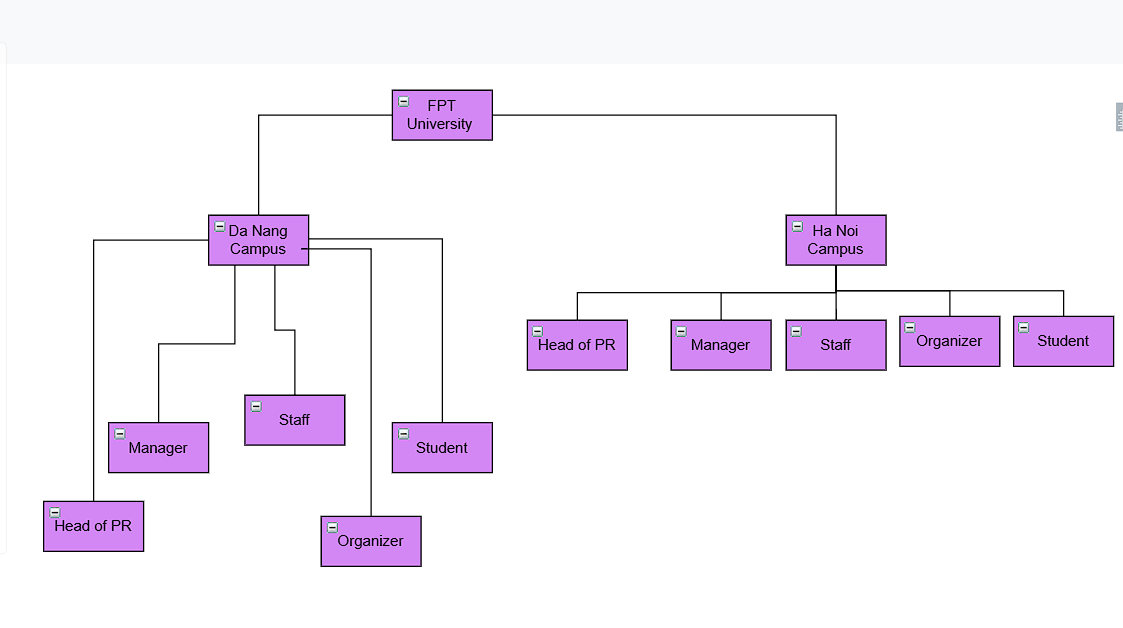 FPT
University
Da Nang
Campus
Ha Noi
Campus
Head of PR
Manager
Staff
Organizer
Student
Staff
Manager
Student
Head of PR
Organizer